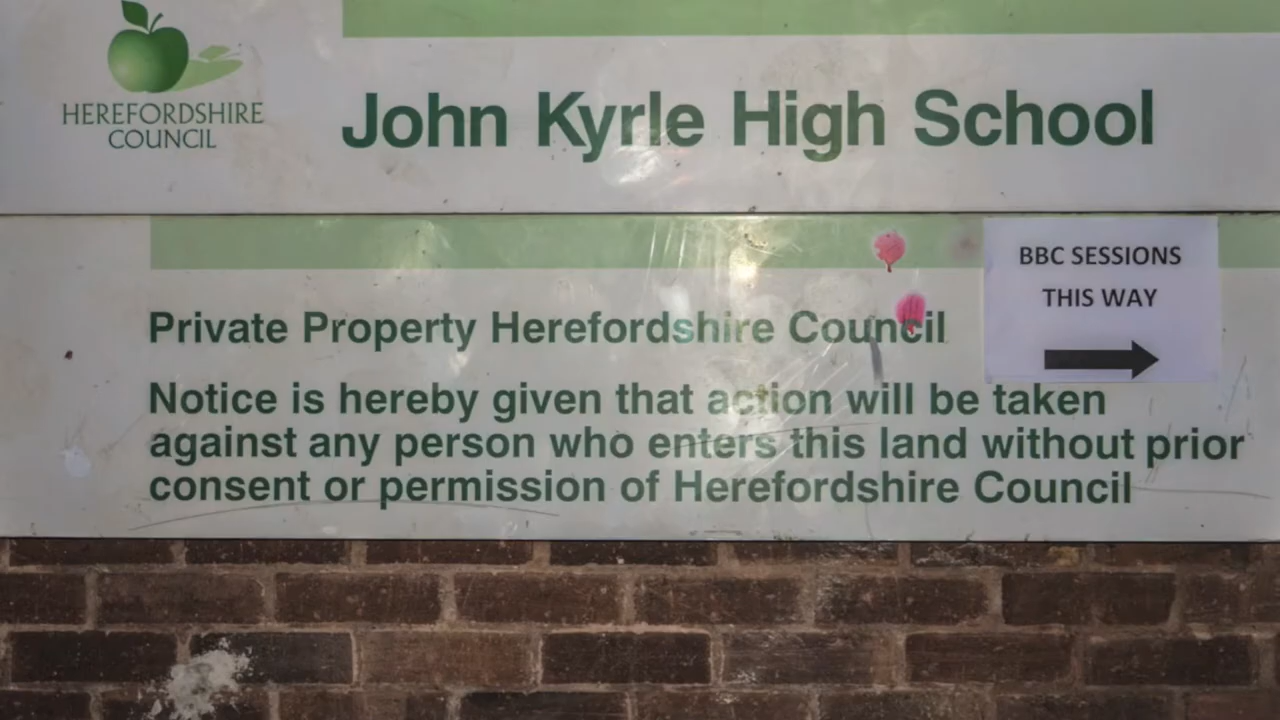 HEREFORDSHIRE
COUNCIL
John Kyrle High School
BBC SESSIONS
THIS WAY
Private Property Herefordshire Council
Notice is hereby given that action will be taken
against any person who enters this land without prior
consent or permission of Herefordshire Council